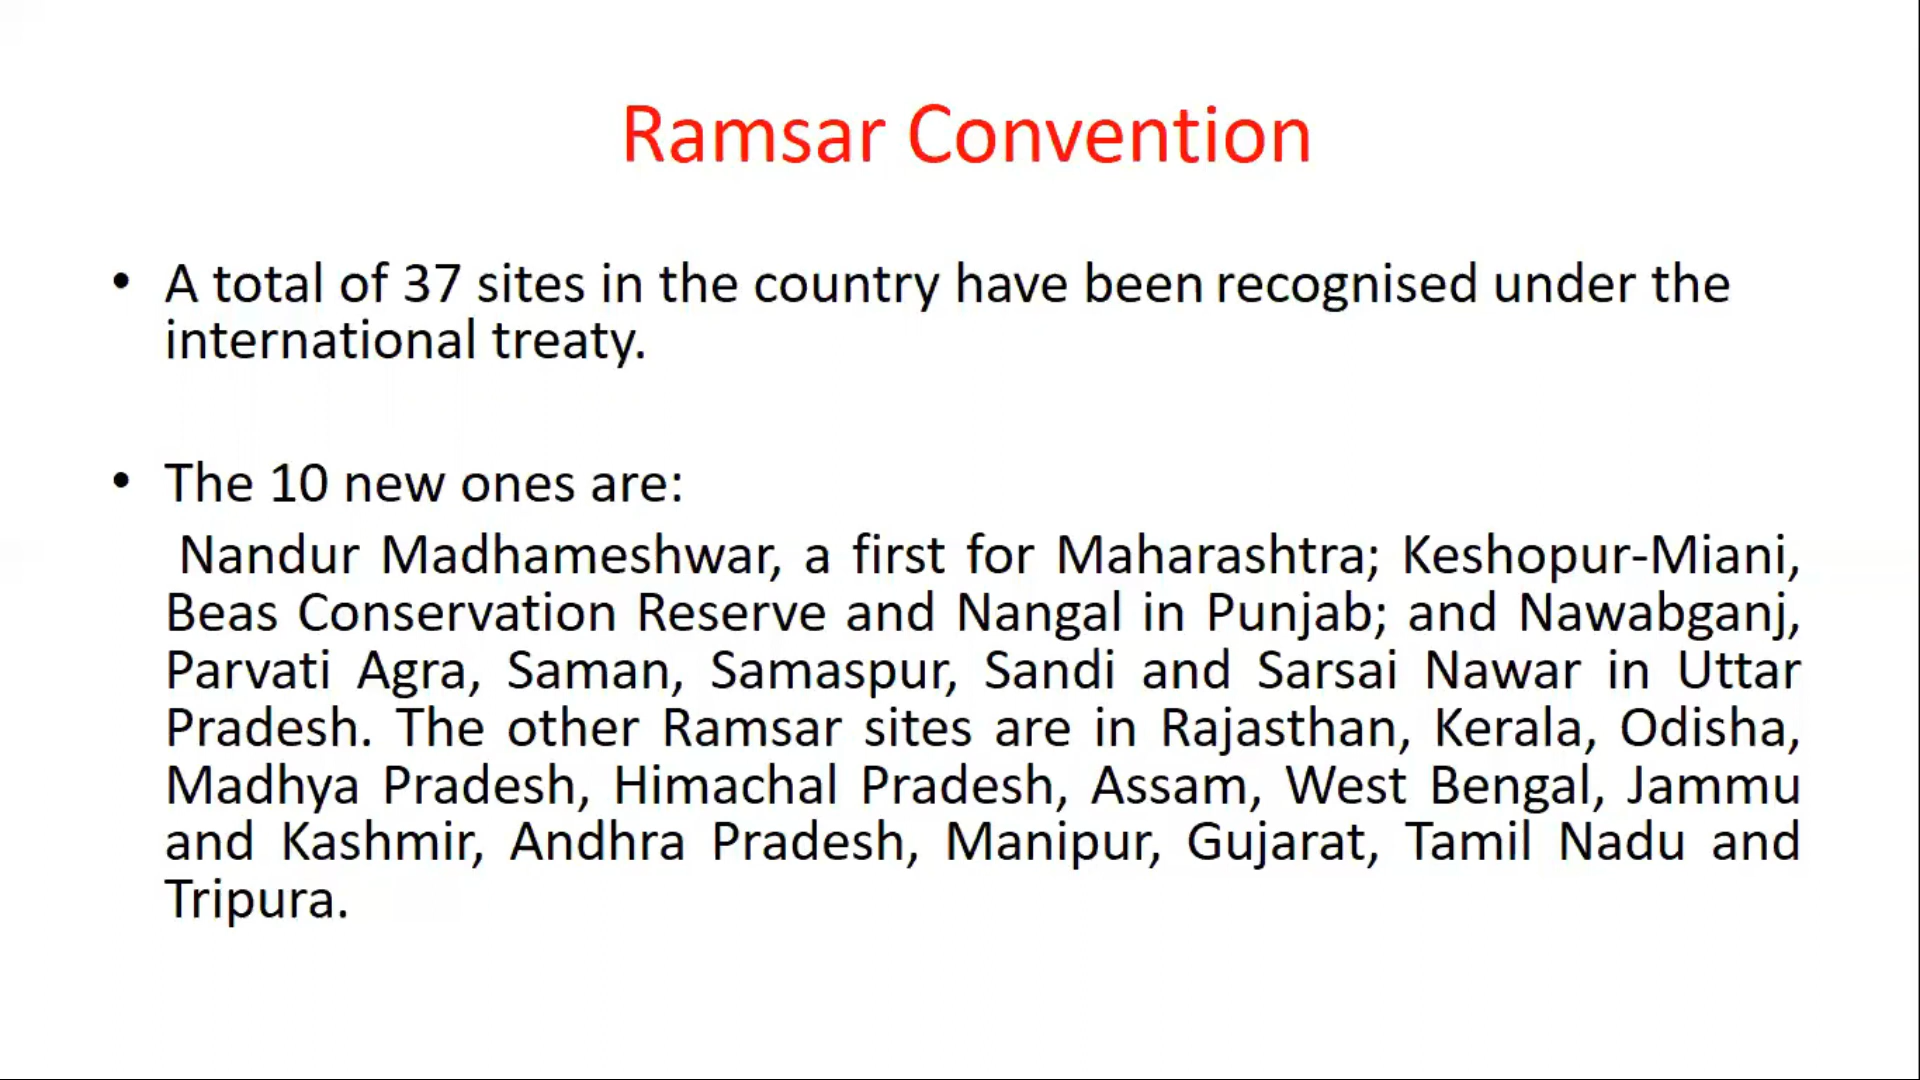 Ramsar Convention
• A total of 37 sites in the country have been recognised under the
international treaty.
• The 10 new ones are:
Nandur Madhameshwar, a first for Maharashtra; Keshopur-Miani,
Beas Conservation Reserve and Nangal in Punjab; and Nawabganj,
Parvati Agra, Saman, Samaspur, Sandi and Sarsai Nawar in Uttar
Pradesh. The other Ramsar sites are in Rajasthan, Kerala, Odisha,
Madhya Pradesh, Himachal Pradesh, Assam, West Bengal, Jammu
and Kashmir, Andhra Pradesh, Manipur, Gujarat, Tamil Nadu and
Tripura.